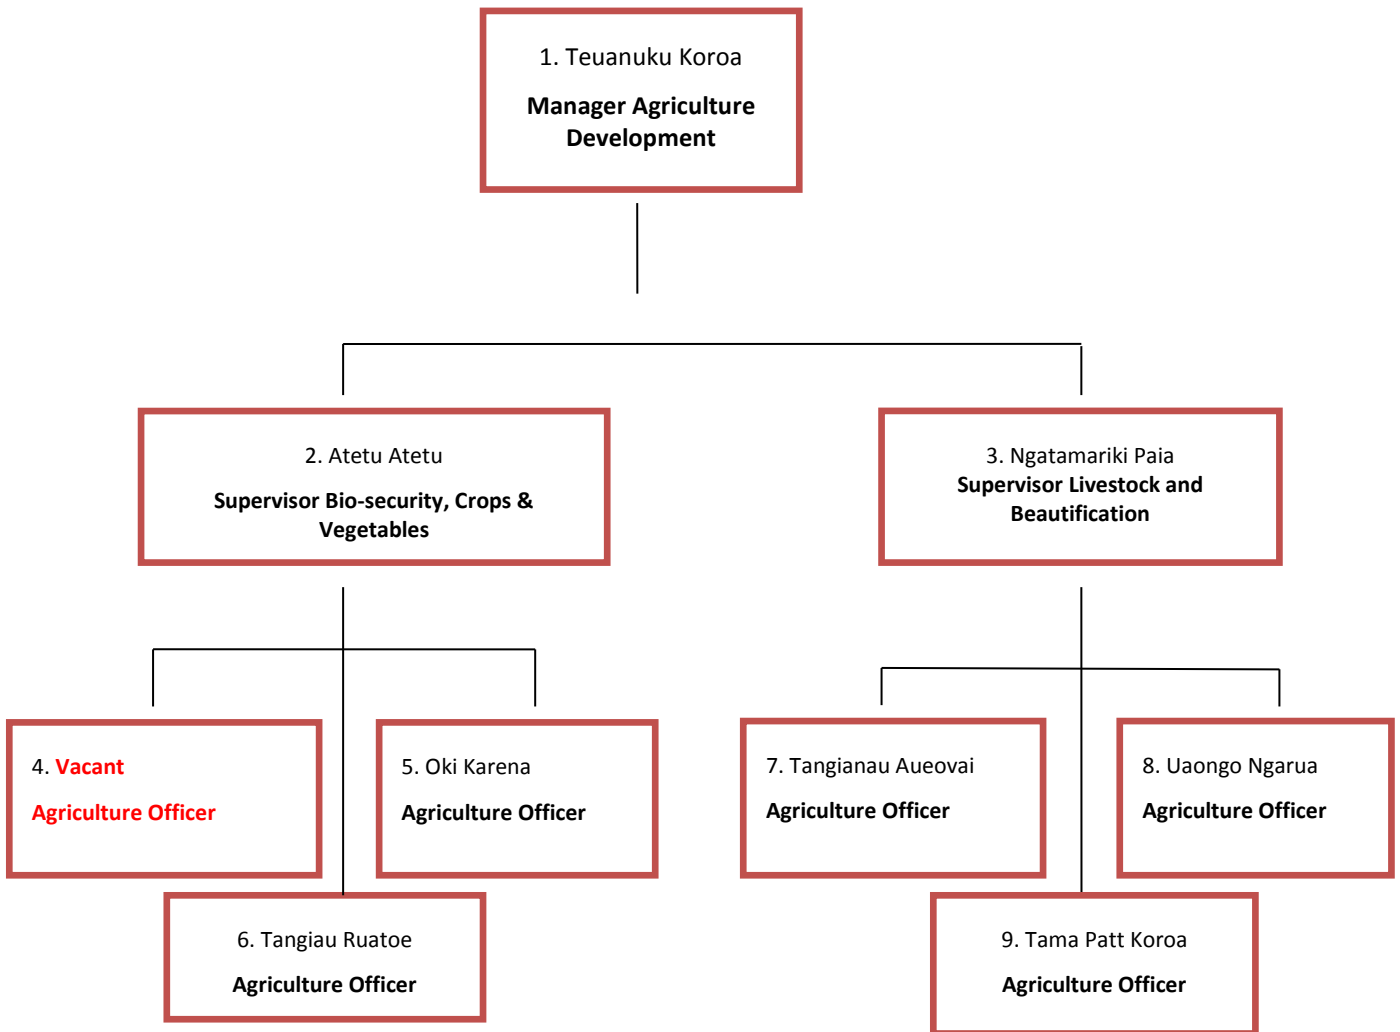 1. Teuanuku Koroa
Manager Agriculture
Development
2. Atetu Atetu
Supervisor Bio-security, Crops &
Vegetables
3. Ngatamariki Paia
Supervisor Livestock and
Beautification
4. Vacant
Agriculture Officer
5. Oki Karena
Agriculture Officer
6. Tangiau Ruatoe
Agriculture Officer
7. Tangianau Aueovai
Agriculture Officer
8. Uaongo Ngarua
Agriculture Officer
9. Tama Patt Koroa
Agriculture Officer